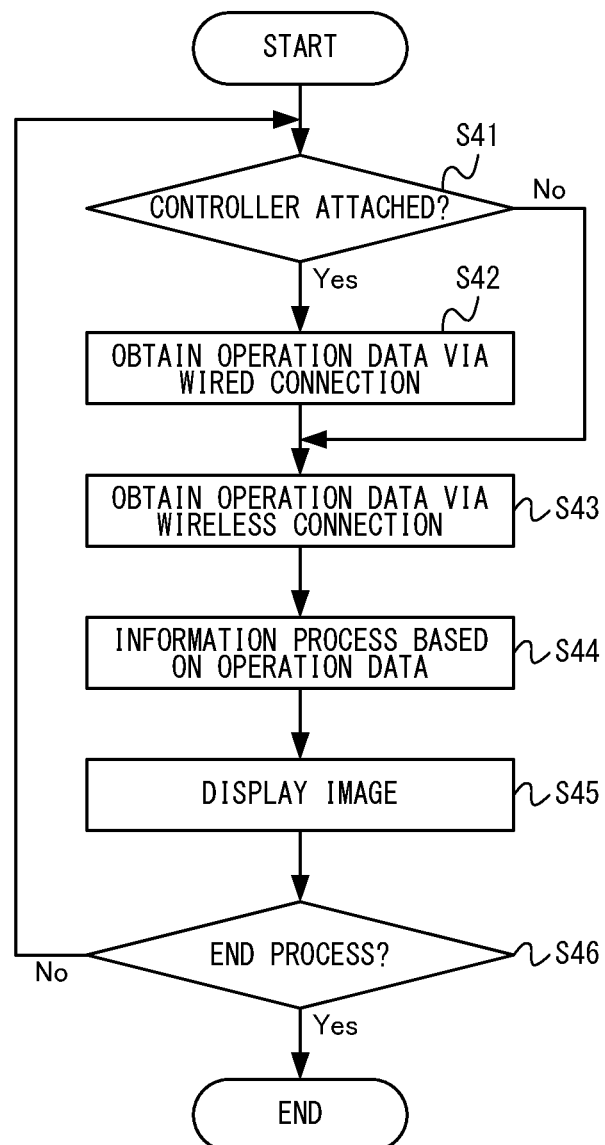 START
S41
CONTROLLER ATTACHED?
No
Yes
S42
OBTAIN OPERATION DATA VIA
WIRED CONNECTION
OBTAIN OPERATION DATA VIA
WIRELESS CONNECTION
S43
INFORMATION PROCESS BASED
ON OPERATION DATA
S44
DISPLAY IMAGE
S45
END PROCESS?
S46
No
Yes
END